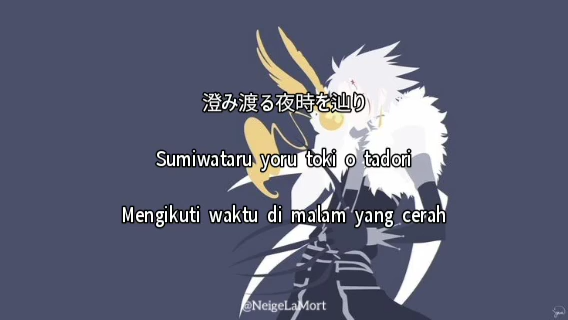 澄み渡る夜時を辿り
Sumiwataru yoru toki o tadori
Mengikuti waktu di malam yang cerah
@NeigeLaMort